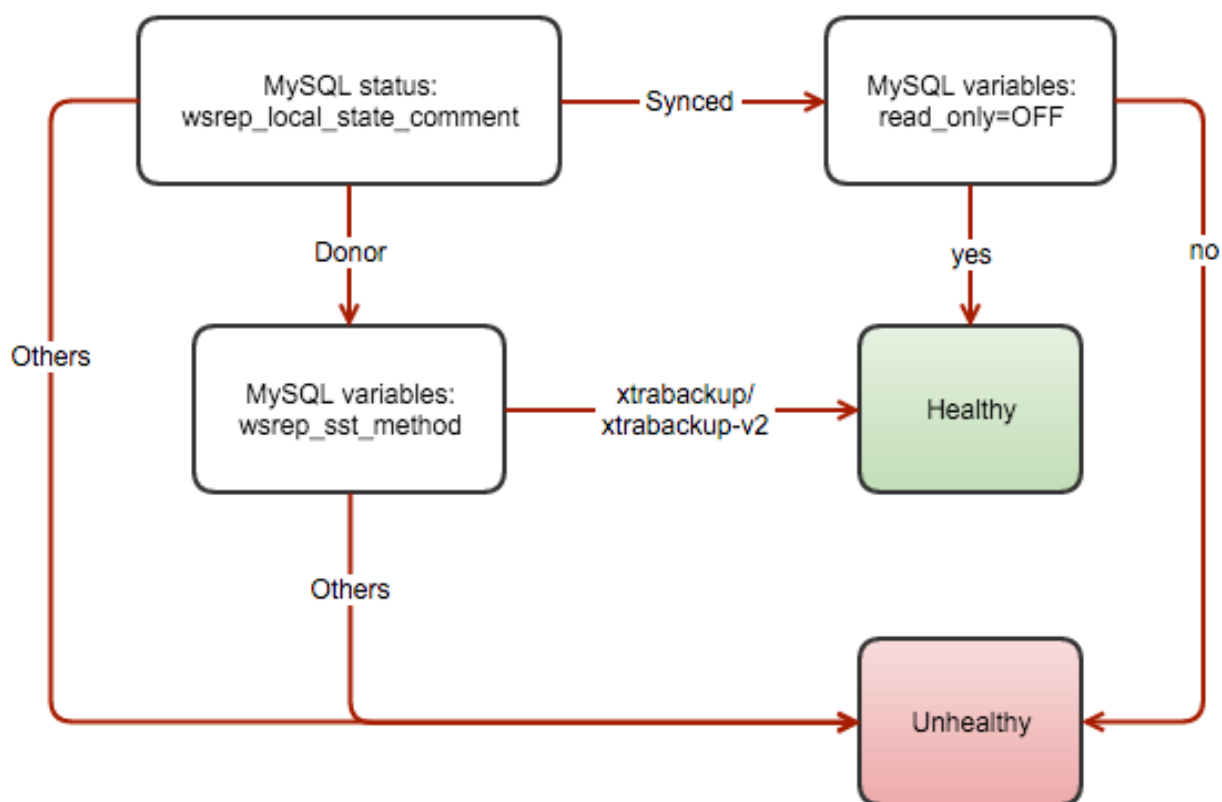 MySQL status:
wsrep_local_state_comment
Synced
MySQL variables:
read_only=OFF
Donor
yes
no
Others
MySQL variables:
wsrep_sst_method
xtrabackup/
xtrabackup-v2
Healthy
Others
Unhealthy